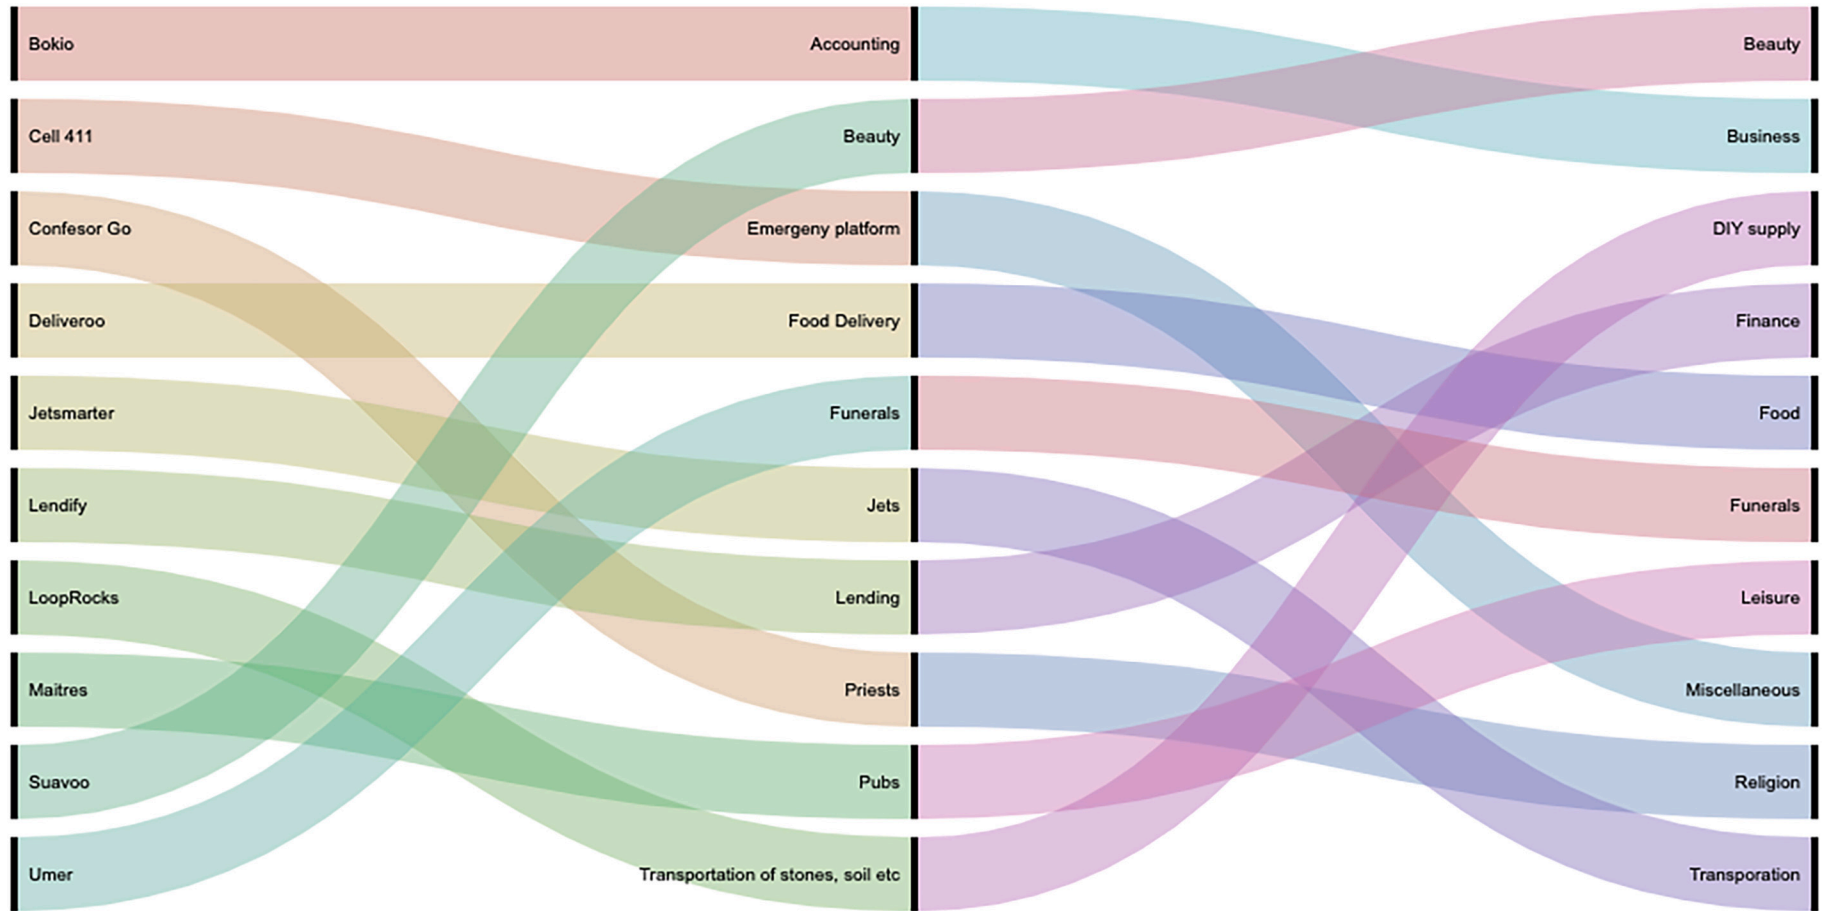 Bokio Accounting Beauty
Cell 411 Beauty Business
Confesor Go Emergeny platform DIY supply
Deliveroo Food Delivery Finance
Jetsmarter Funerals Food
Lendify Jets Funerals
LoopRocks Lending Leisure
Maitres Priests Miscellaneous
Suavoo Pubs Religion
Umer Transportation of stones, soil etc Transporation